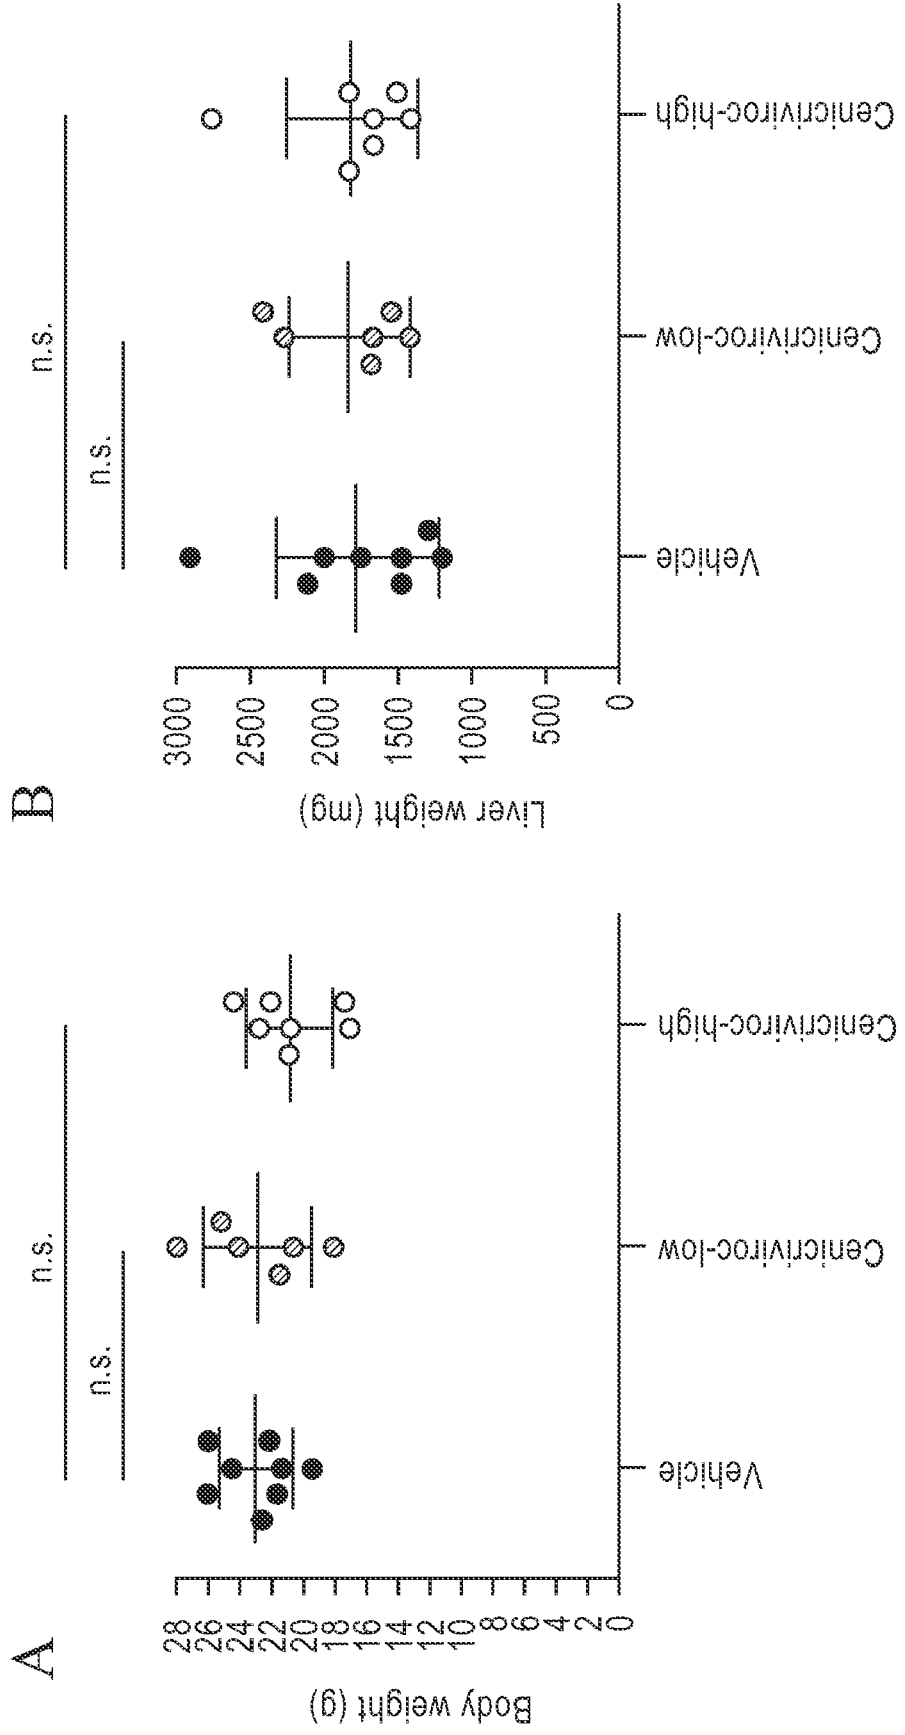 A
n.s.
n.s.
Body weight (g)
28
26
24
22
20
18
16
14
12
10
8
6
4
2
0
Vehicle
Cenicriviroc-low
Cenicriviroc-high
B
n.s.
n.s.
Liver weight (mg)
3000
2500
2000
1500
1000
500
0
Vehicle
Cenicriviroc-low
Cenicriviroc-high